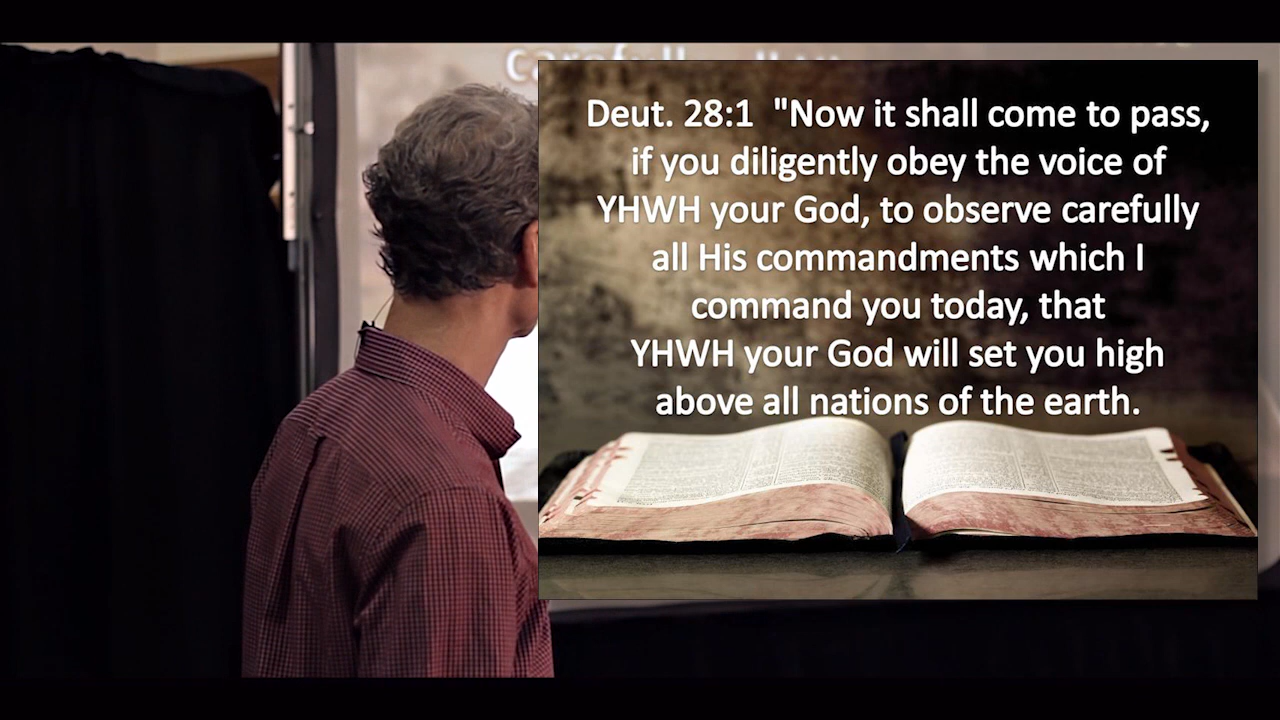 Deut. 28:1  "Now it shall come to pass,
if you diligently obey the voice of
YHWH your God, to observe carefully
all His commandments which I
command you today, that
YHWH your God will set you high
above all nations of the earth.